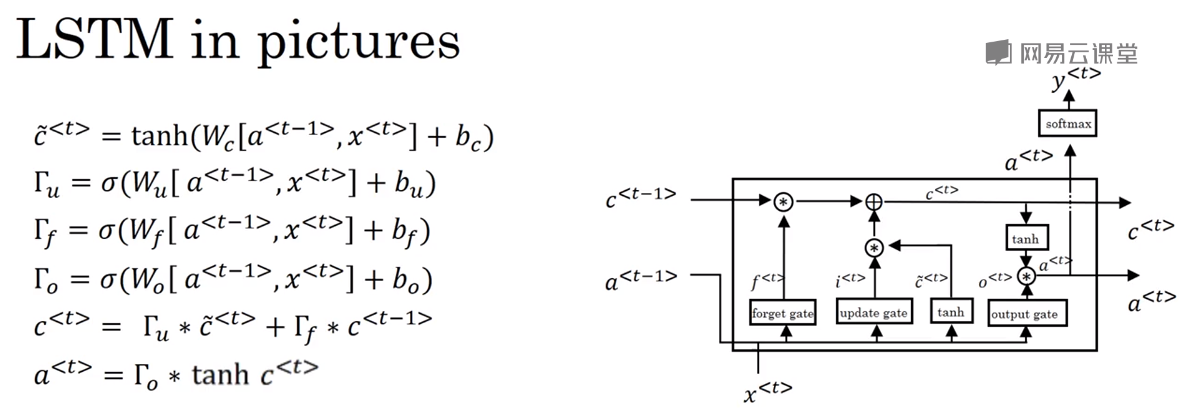 LSTM in pictures
网易云课堂
c̃^{<t>} = tanh(W_c[a^{<t−1>}, x^{<t>}] + b_c)
Γ_u = σ(W_u[ a^{<t−1>}, x^{<t>}] + b_u)
Γ_f = σ(W_f[ a^{<t−1>}, x^{<t>}] + b_f)
Γ_o = σ(W_o[ a^{<t−1>}, x^{<t>}] + b_o)
c^{<t>} = Γ_u * c̃^{<t>} + Γ_f * c^{<t−1>}
a^{<t>} = Γ_o * tanh c^{<t>}
y^{<t>}
softmax
a^{<t>}
c^{<t−1>}
*
⊕
c^{<t>}
c^{<t>}
tanh
*
a^{<t−1>}
f^{<t>}
i^{<t>}
c̃^{<t>}
o^{<t>}
*
a^{<t>}
a^{<t>}
forget gate
update gate
tanh
output gate
x^{<t>}